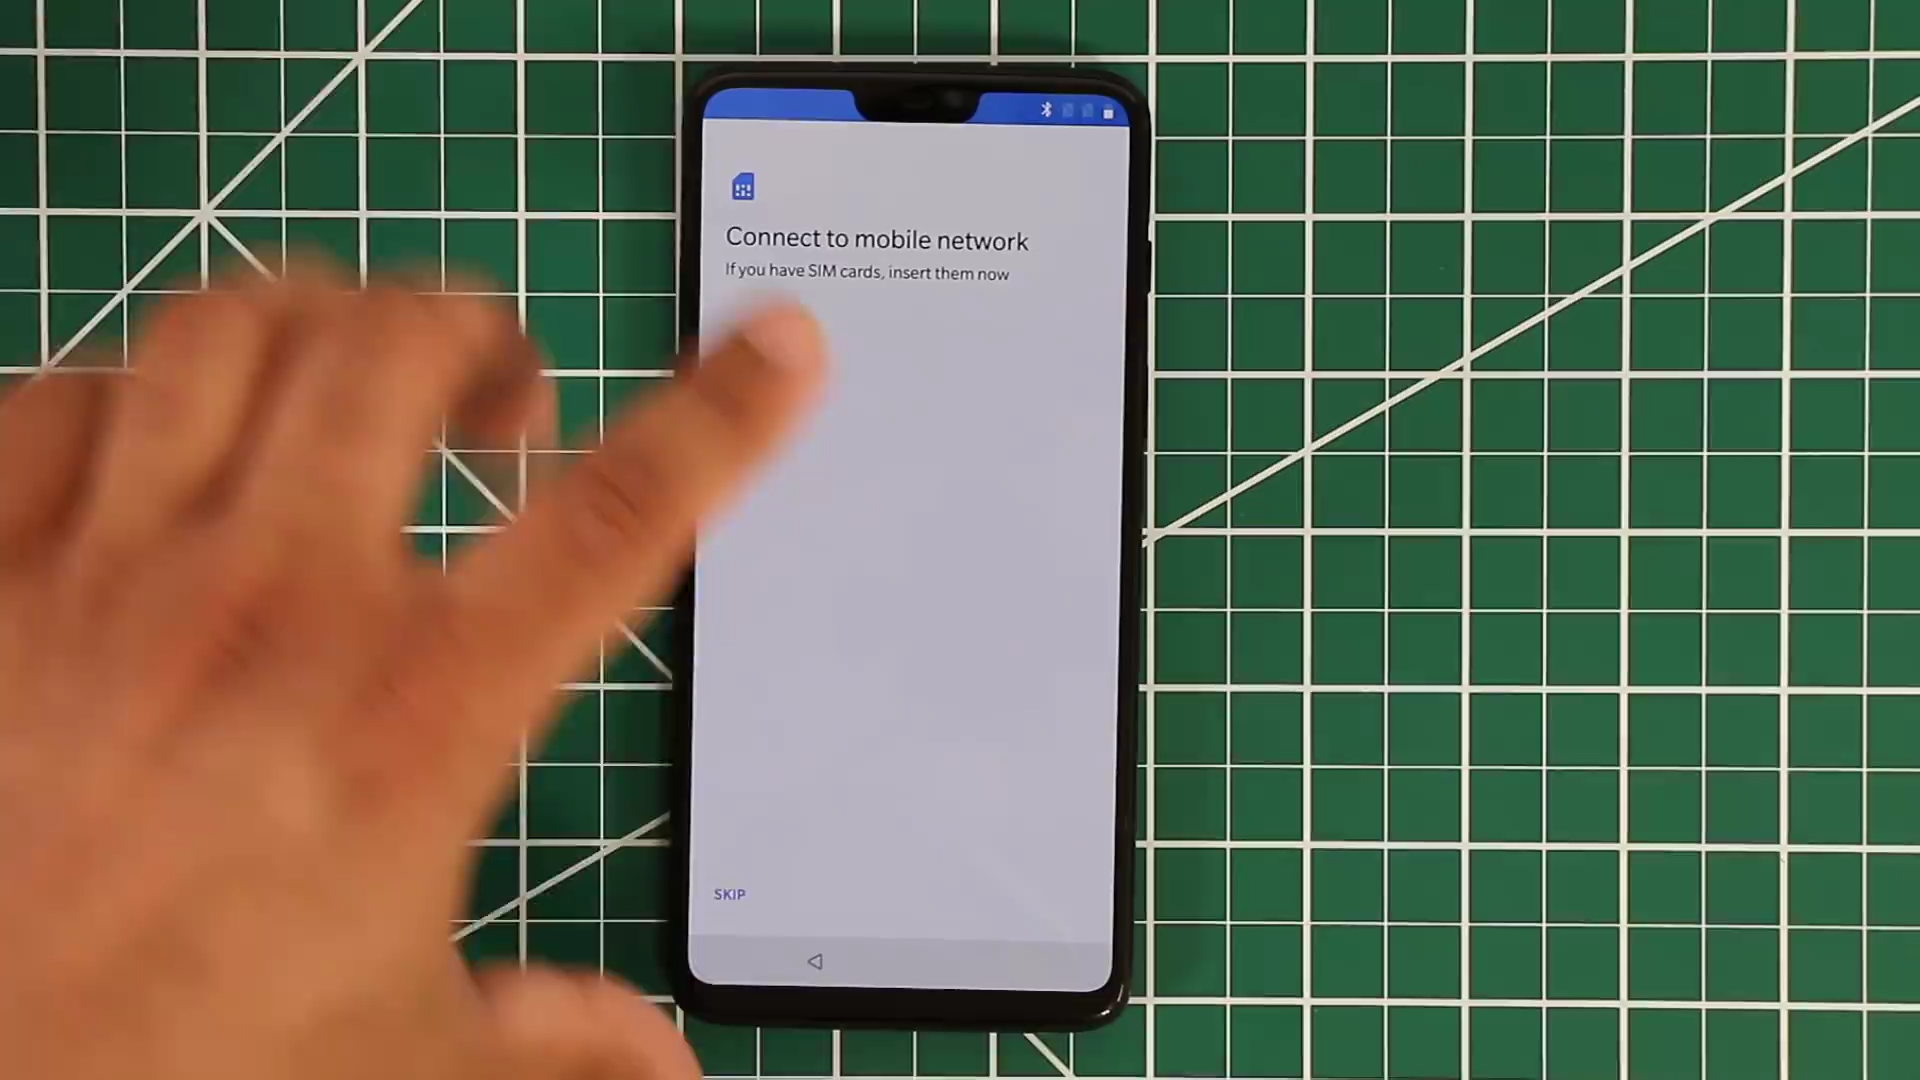 Connect to mobile network
If you have SIM cards, insert them now
SKIP